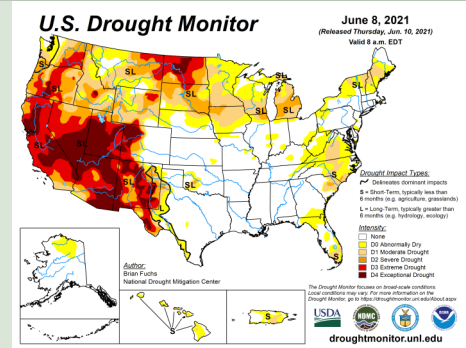 U.S. Drought Monitor
June 8, 2021
(Released Thursday, Jun. 10, 2021)
Valid 8 a.m. EDT
SL
S
SL
SL
SL
SL
SL
SL
SL
SL
SL
SL
SL
SL
S
S
S
S
S
Drought Impact Types:
Delineates dominant impacts
S = Short-Term, typically less than
6 months (e.g. agriculture, grasslands)
L = Long-Term, typically greater than
6 months (e.g. hydrology, ecology)
Intensity:
None
D0 Abnormally Dry
D1 Moderate Drought
D2 Severe Drought
D3 Extreme Drought
D4 Exceptional Drought
Author:
Brian Fuchs
National Drought Mitigation Center
The Drought Monitor focuses on broad-scale conditions.
Local conditions may vary. For more information on the
Drought Monitor, go to https://droughtmonitor.unl.edu/About.aspx
USDA
NDMC
NOAA
droughtmonitor.unl.edu